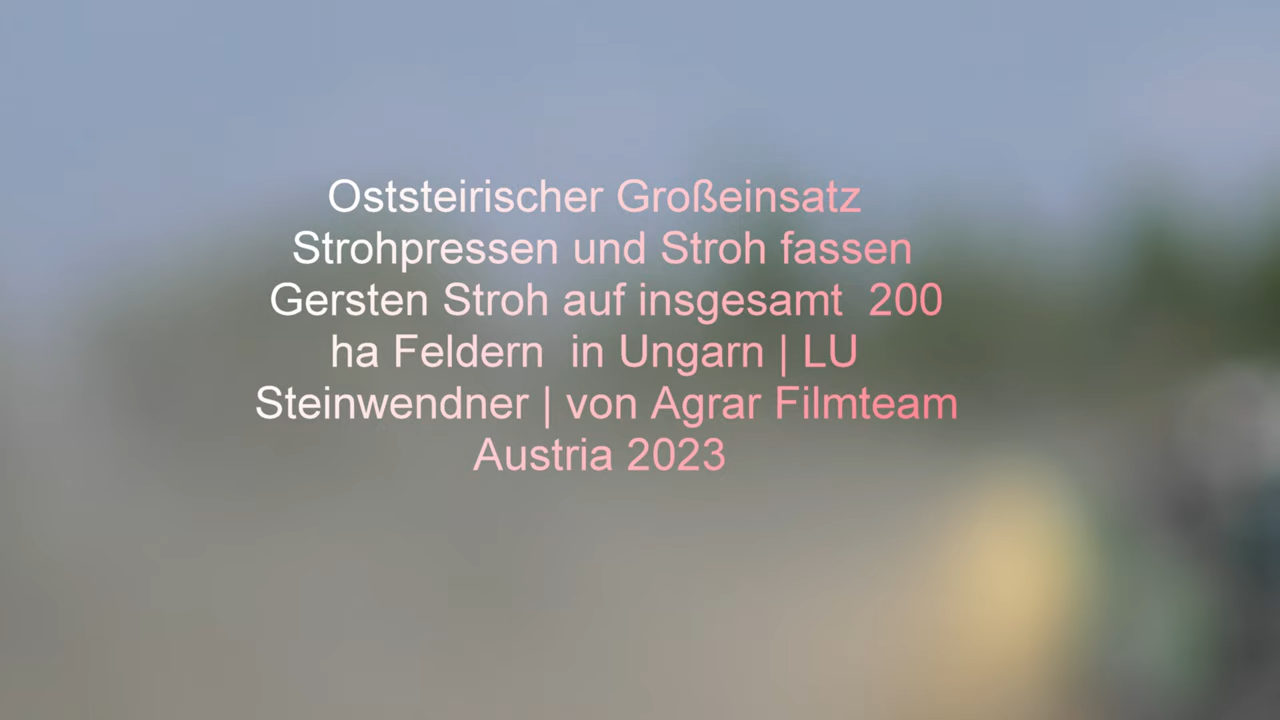 Oststeirischer Großeinsatz
Strohpressen und Stroh fassen
Gersten Stroh auf insgesamt  200
ha Feldern  in Ungarn | LU
Steinwendner | von Agrar Filmteam
Austria 2023